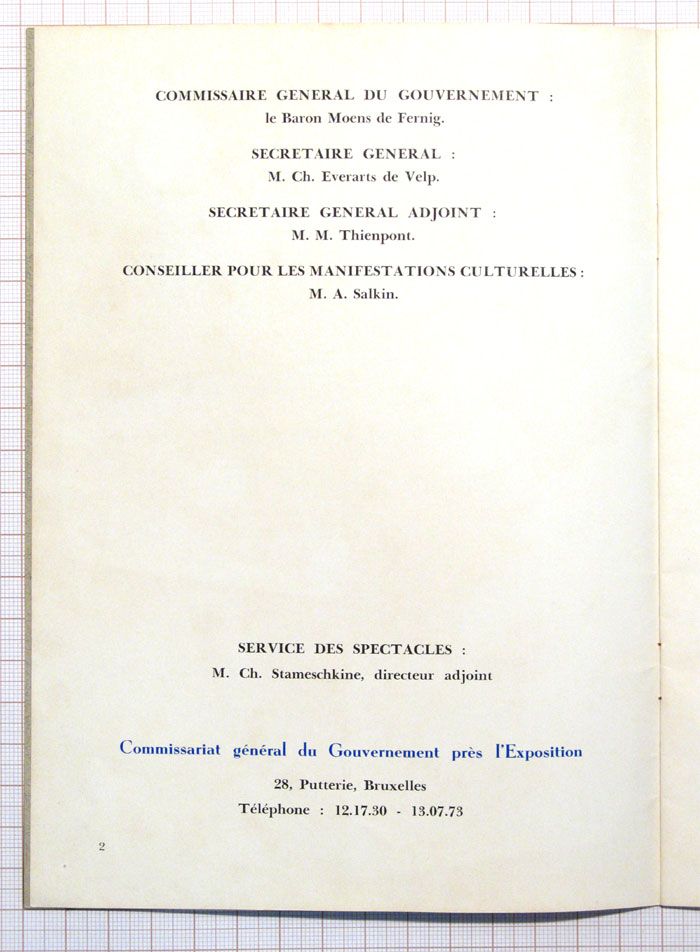 COMMISSAIRE GENERAL DU GOUVERNEMENT :
le Baron Moens de Fernig.
SECRETAIRE GENERAL :
M. Ch. Everarts de Velp.
SECRETAIRE GENERAL ADJOINT :
M. M. Thienpont.
CONSEILLER POUR LES MANIFESTATIONS CULTURELLES :
M. A. Salkin.
SERVICE DES SPECTACLES :
M. Ch. Stameschkine, directeur adjoint
Commissariat général du Gouvernement près l'Exposition
28, Putterie, Bruxelles
Téléphone : 12.17.30 - 13.07.73
2